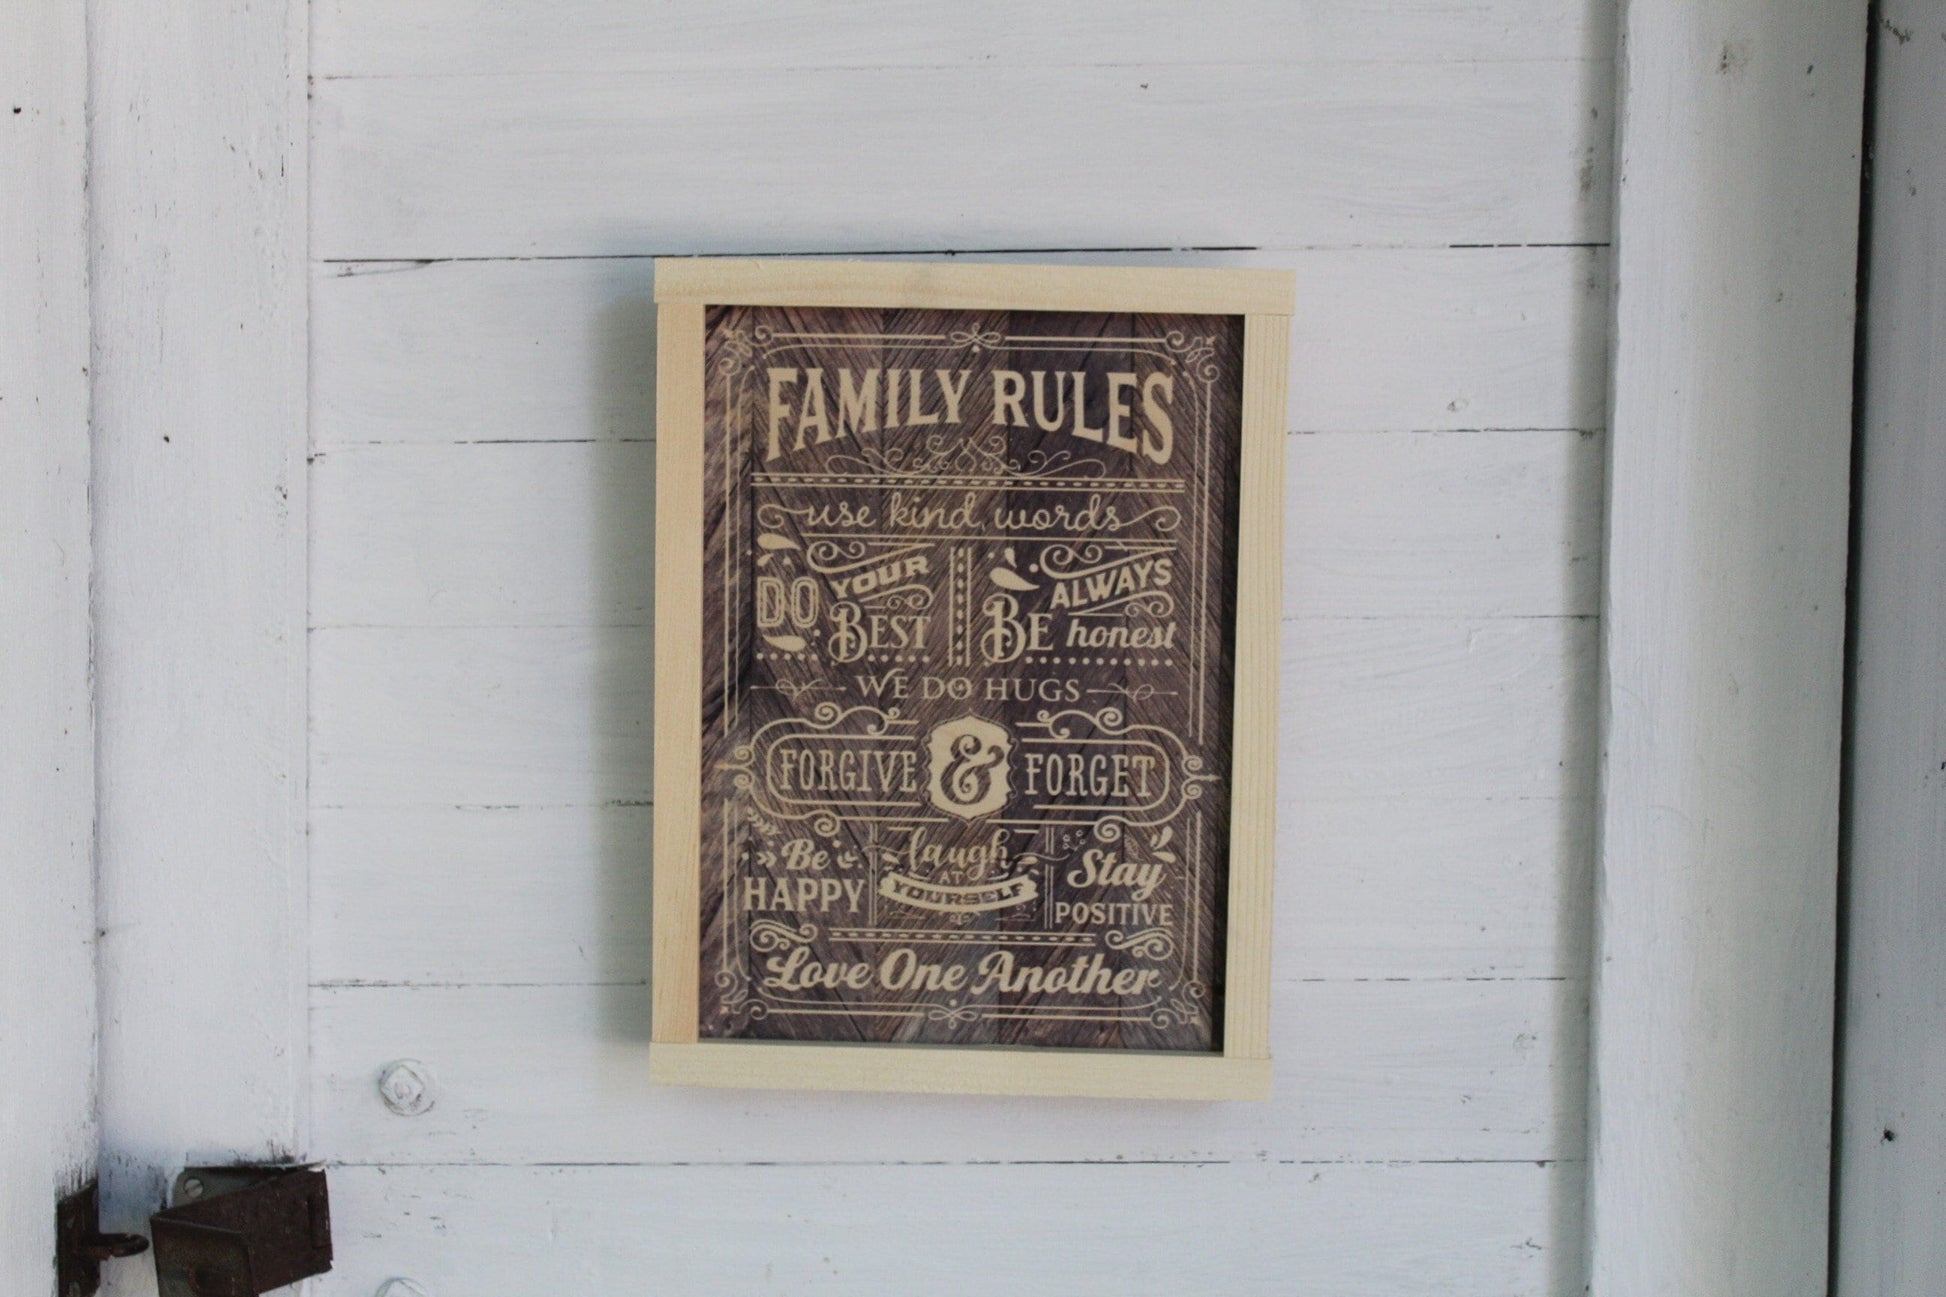 FAMILY RULES
use kind words
DO YOUR BEST
ALWAYS BE honest
WE DO HUGS
FORGIVE & FORGET
Be HAPPY
laugh AT YOURSELF
Stay POSITIVE
Love One Another